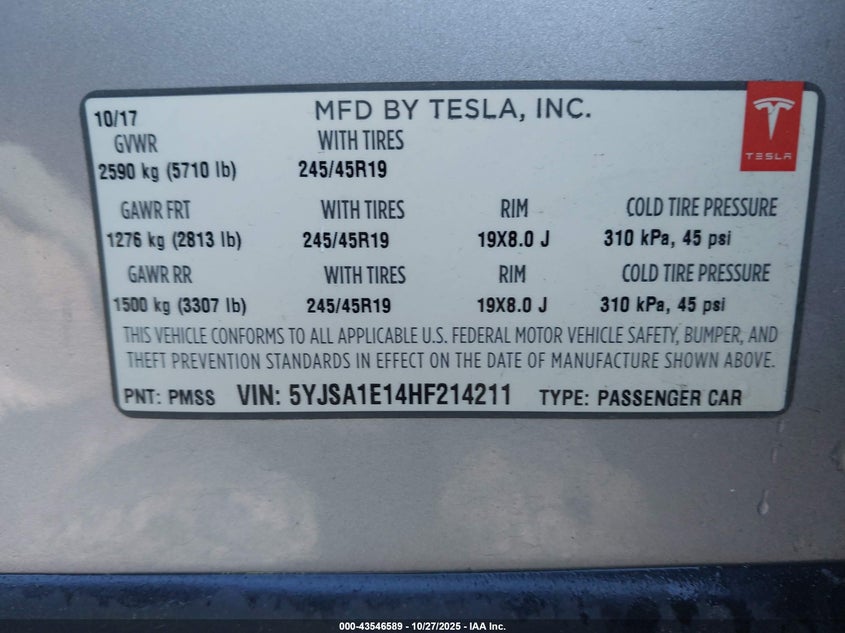 10/17 MFD BY TESLA, INC.
GVWR WITH TIRES
2590 kg (5710 lb) 245/45R19
TESLA
GAWR FRT WITH TIRES RIM COLD TIRE PRESSURE
1276 kg (2813 lb) 245/45R19 19X8.0 J 310 kPa, 45 psi
GAWR RR WITH TIRES RIM COLD TIRE PRESSURE
1500 kg (3307 lb) 245/45R19 19X8.0 J 310 kPa, 45 psi
THIS VEHICLE CONFORMS TO ALL APPLICABLE U.S. FEDERAL MOTOR VEHICLE SAFETY, BUMPER, AND
THEFT PREVENTION STANDARDS IN EFFECT ON THE DATE OF MANUFACTURE SHOWN ABOVE.
PNT: PMSS VIN: 5YJSA1E14HF214211 TYPE: PASSENGER CAR
000-43546589 - 10/27/2025 - IAA Inc.